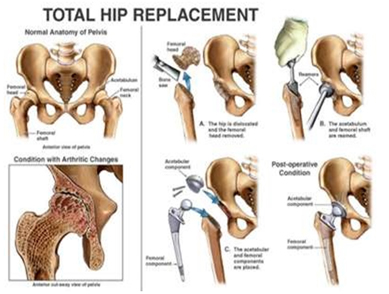 TOTAL HIP REPLACEMENT
Normal Anatomy of Pelvis
Femoral
head
Acetabulum
Femoral
neck
Femoral
shaft
Anterior view of pelvis
Condition with Arthritic Changes
Anterior cut-away view of pelvis
Femoral
head
Bone
saw
A. The hip is dislocated
and the femoral
head removed.
Reamers
B. The acetabulum
and femoral shaft
are reamed.
Acetabular
component
Femoral
component
C. The acetabular
and femoral
components
are placed.
Post-operative
Condition
Acetabular
component
Femoral
component